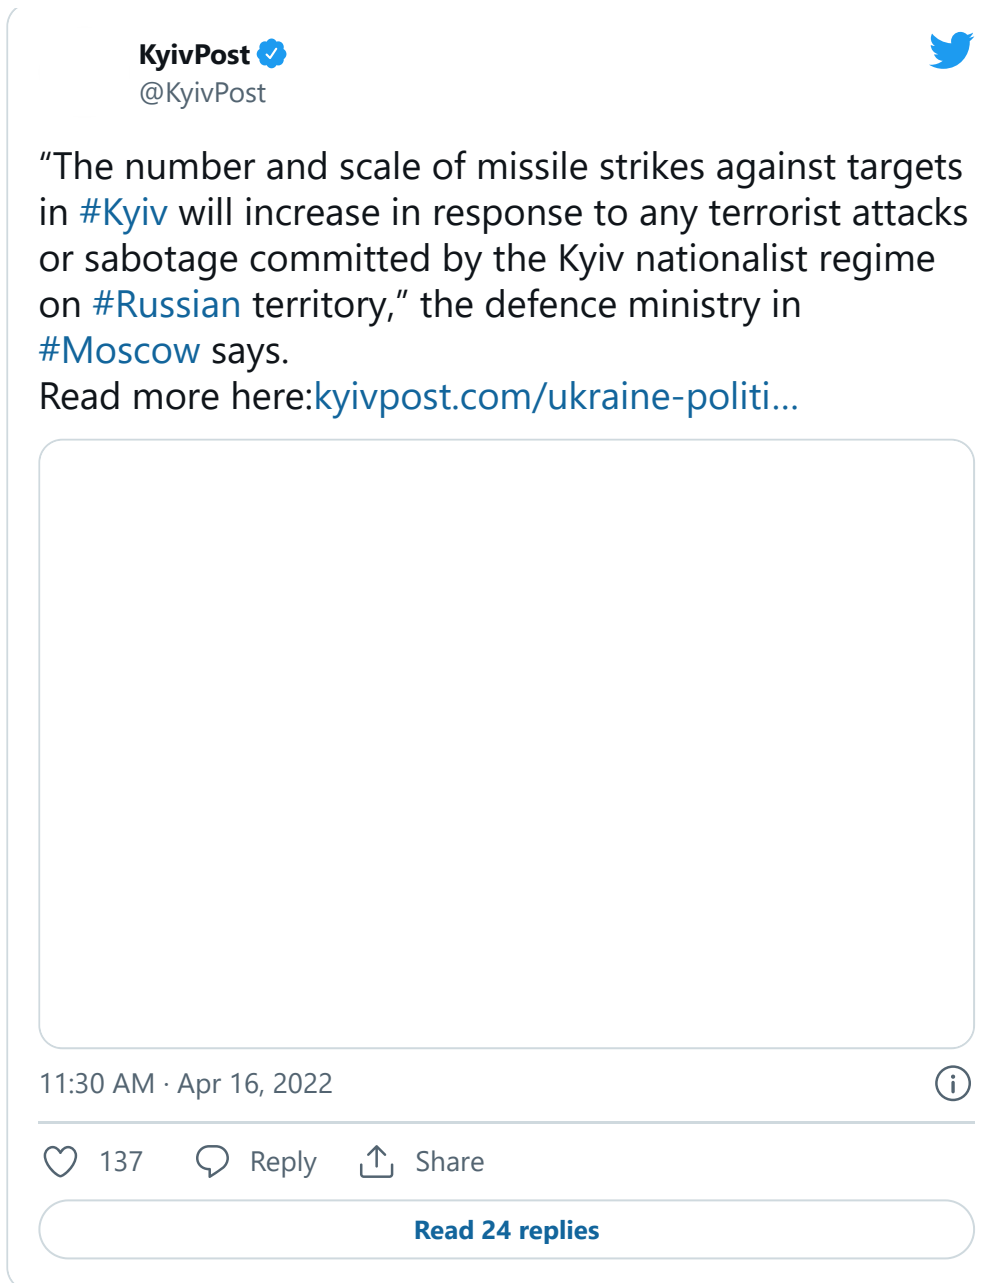 KyivPost
@KyivPost
“The number and scale of missile strikes against targets
in #Kyiv will increase in response to any terrorist attacks
or sabotage committed by the Kyiv nationalist regime
on #Russian territory,” the defence ministry in
#Moscow says.
Read more here:kyivpost.com/ukraine-politi…
11:30 AM · Apr 16, 2022
137 Reply Share
Read 24 replies